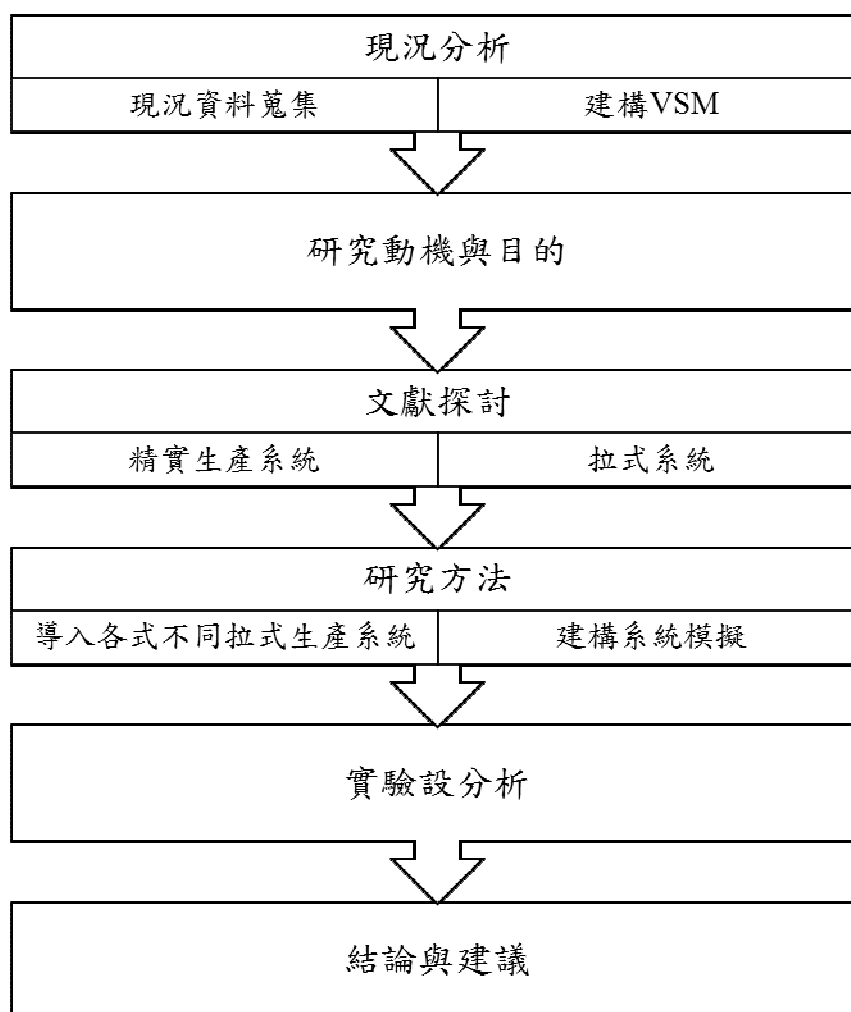 現況分析
現況資料蒐集 建構VSM
研究動機與目的
文獻探討
精實生產系統 拉式系統
研究方法
導入各式不同拉式生產系統 建構系統模擬
實驗設分析
結論與建議